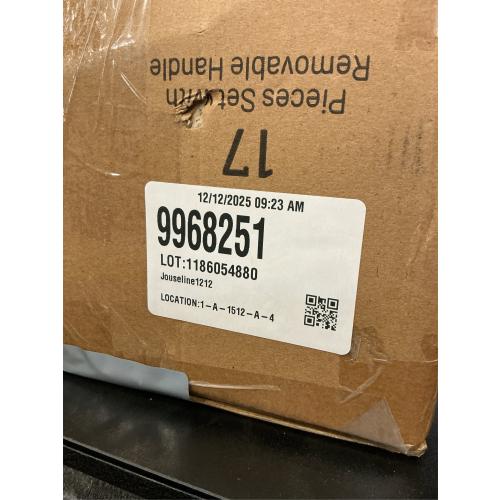 17
Pieces Set with
Removable Handle
12/12/2025 09:23 AM
9968251
LOT:1186054880
Jouseline1212
LOCATION:1-A-1512-A-4